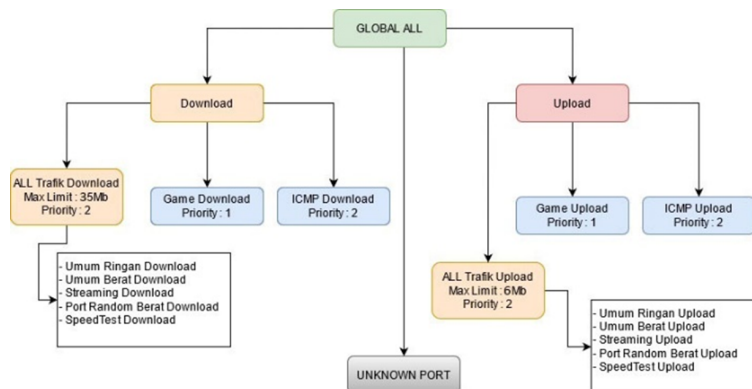 GLOBAL ALL
Download
Upload
ALL Trafik Download
Max Limit : 35Mb
Priority : 2
Game Download
Priority : 1
ICMP Download
Priority : 2
Game Upload
Priority : 1
ICMP Upload
Priority : 2
- Umum Ringan Download
- Umum Berat Download
- Streaming Download
- Port Random Berat Download
- SpeedTest Download
ALL Trafik Upload
Max Limit : 6Mb
Priority : 2
- Umum Ringan Upload
- Umum Berat Upload
- Streaming Upload
- Port Random Berat Upload
- SpeedTest Upload
UNKNOWN PORT